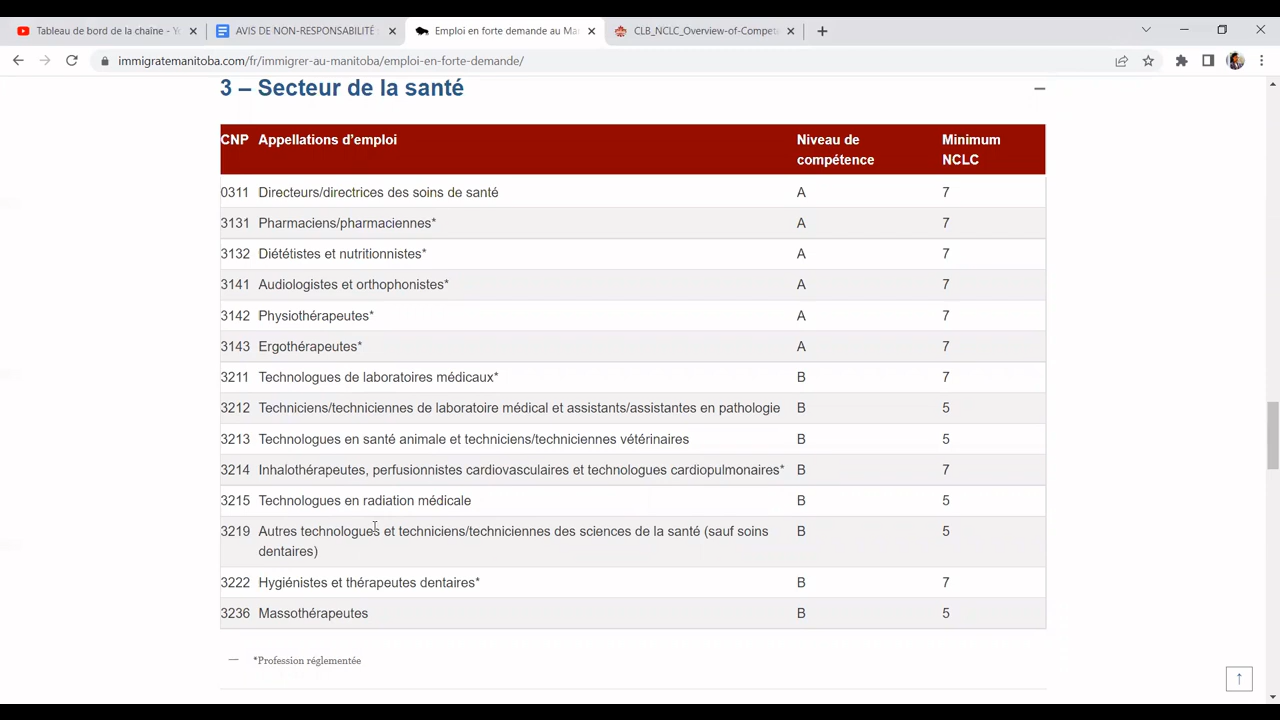 Tableau de bord de la chaîne - Y
AVIS DE NON-RESPONSABILITÉ
Emploi en forte demande au Ma
CLB_NCLC_Overview-of-Compet
immigratemanitoba.com/fr/immigrer-au-manitoba/emploi-en-forte-demande/
3 – Secteur de la santé
CNP Appellations d'emploi Niveau de compétence Minimum NCLC
0311 Directeurs/directrices des soins de santé A 7
3131 Pharmaciens/pharmaciennes* A 7
3132 Diététistes et nutritionnistes* A 7
3141 Audiologistes et orthophonistes* A 7
3142 Physiothérapeutes* A 7
3143 Ergothérapeutes* A 7
3211 Technologues de laboratoires médicaux* B 7
3212 Techniciens/techniciennes de laboratoire médical et assistants/assistantes en pathologie B 5
3213 Technologues en santé animale et techniciens/techniciennes vétérinaires B 5
3214 Inhalothérapeutes, perfusionnistes cardiovasculaires et technologues cardiopulmonaires* B 7
3215 Technologues en radiation médicale B 5
3219 Autres technologues et techniciens/techniciennes des sciences de la santé (sauf soins B 5
dentaires)
3222 Hygiénistes et thérapeutes dentaires* B 7
3236 Massothérapeutes B 5
*Profession réglementée